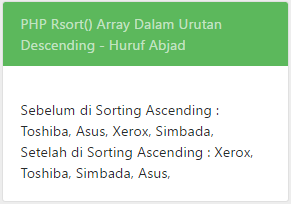 PHP Rsort() Array Dalam Urutan
Descending - Huruf Abjad
Sebelum di Sorting Ascending :
Toshiba, Asus, Xerox, Simbada,
Setelah di Sorting Ascending : Xerox,
Toshiba, Simbada, Asus,